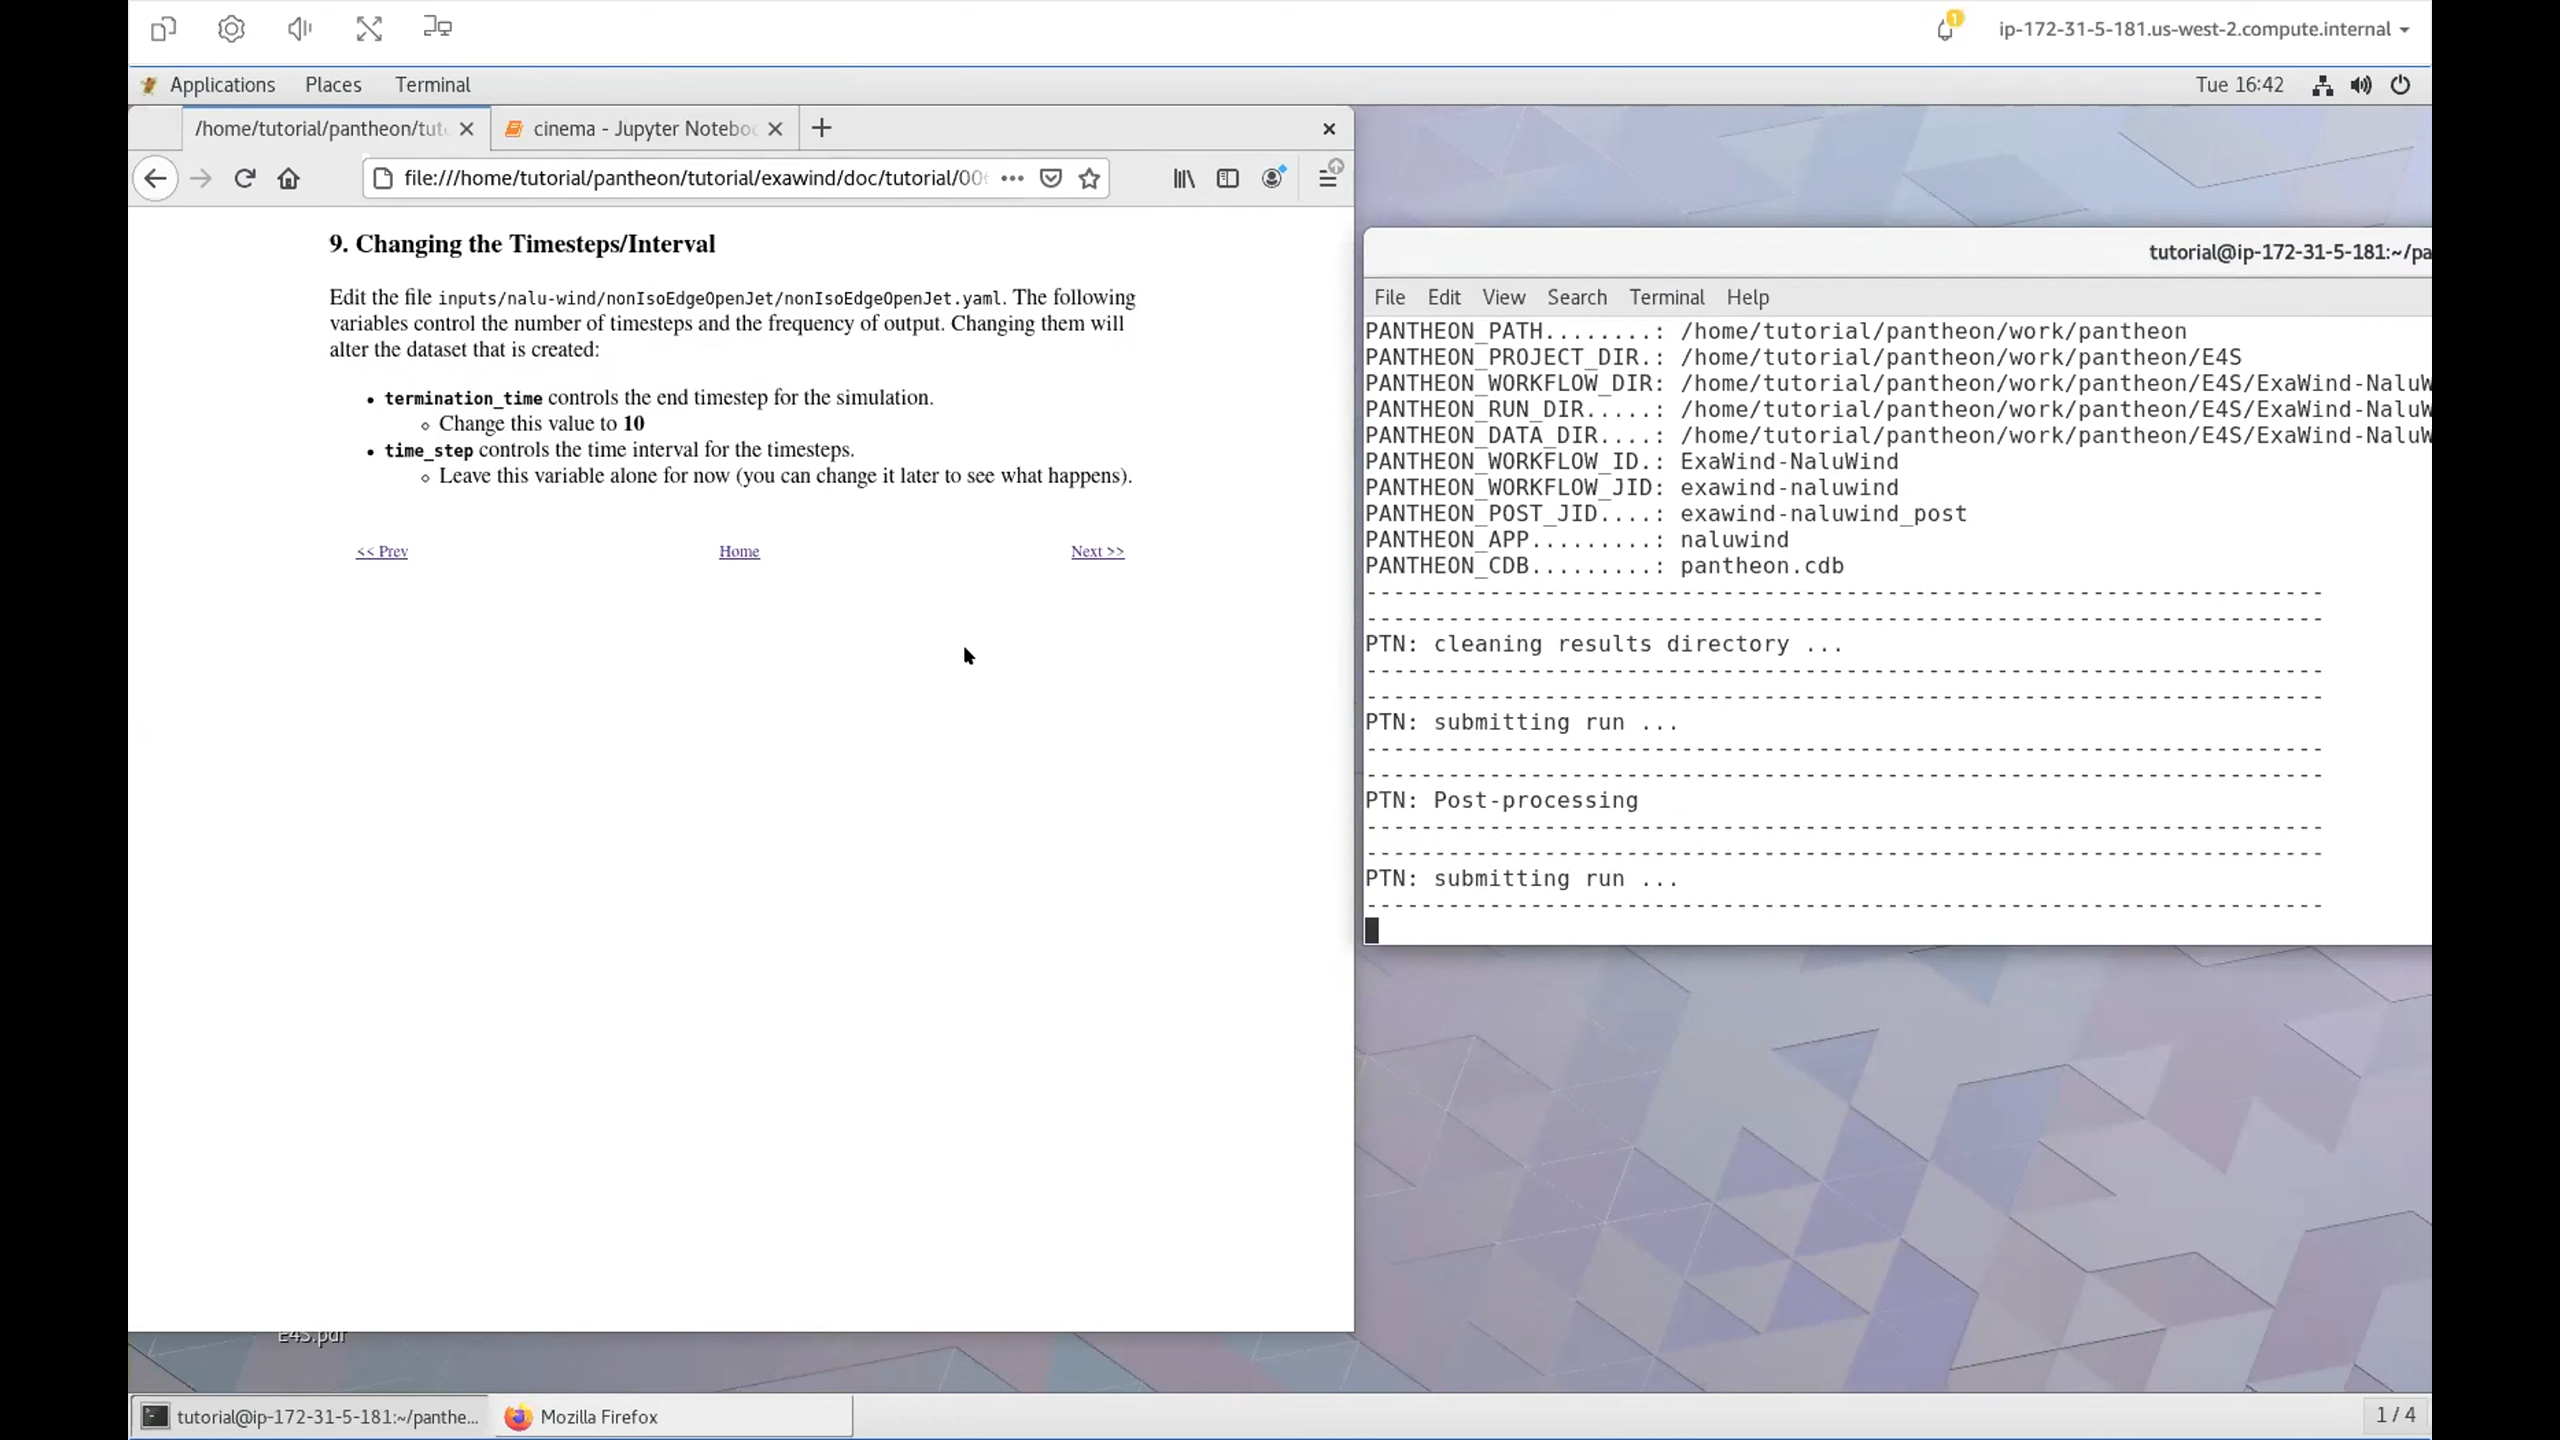 1
ip-172-31-5-181.us-west-2.compute.internal
Applications Places Terminal
Tue 16:42
/home/tutorial/pantheon/tut
cinema - Jupyter Notebo
file:///home/tutorial/pantheon/tutorial/exawind/doc/tutorial/00
9. Changing the Timesteps/Interval
Edit the file inputs/nalu-wind/nonIsoEdgeOpenJet/nonIsoEdgeOpenJet.yaml. The following
variables control the number of timesteps and the frequency of output. Changing them will
alter the dataset that is created:
• termination_time controls the end timestep for the simulation.
◦ Change this value to 10
• time_step controls the time interval for the timesteps.
◦ Leave this variable alone for now (you can change it later to see what happens).
<< Prev Home Next >>
tutorial@ip-172-31-5-181:~/pa
File Edit View Search Terminal Help
PANTHEON_PATH........: /home/tutorial/pantheon/work/pantheon
PANTHEON_PROJECT_DIR.: /home/tutorial/pantheon/work/pantheon/E4S
PANTHEON_WORKFLOW_DIR: /home/tutorial/pantheon/work/pantheon/E4S/ExaWind-NaluW
PANTHEON_RUN_DIR.....: /home/tutorial/pantheon/work/pantheon/E4S/ExaWind-NaluW
PANTHEON_DATA_DIR....: /home/tutorial/pantheon/work/pantheon/E4S/ExaWind-NaluW
PANTHEON_WORKFLOW_ID.: ExaWind-NaluWind
PANTHEON_WORKFLOW_JID: exawind-naluwind
PANTHEON_POST_JID....: exawind-naluwind_post
PANTHEON_APP.........: naluwind
PANTHEON_CDB.........: pantheon.cdb
----------------------------------------------------------------------
----------------------------------------------------------------------
PTN: cleaning results directory ...
----------------------------------------------------------------------
----------------------------------------------------------------------
PTN: submitting run ...
----------------------------------------------------------------------
----------------------------------------------------------------------
PTN: Post-processing
----------------------------------------------------------------------
----------------------------------------------------------------------
PTN: submitting run ...
----------------------------------------------------------------------
E4S.pdf
tutorial@ip-172-31-5-181:~/panthe...
Mozilla Firefox
1 / 4